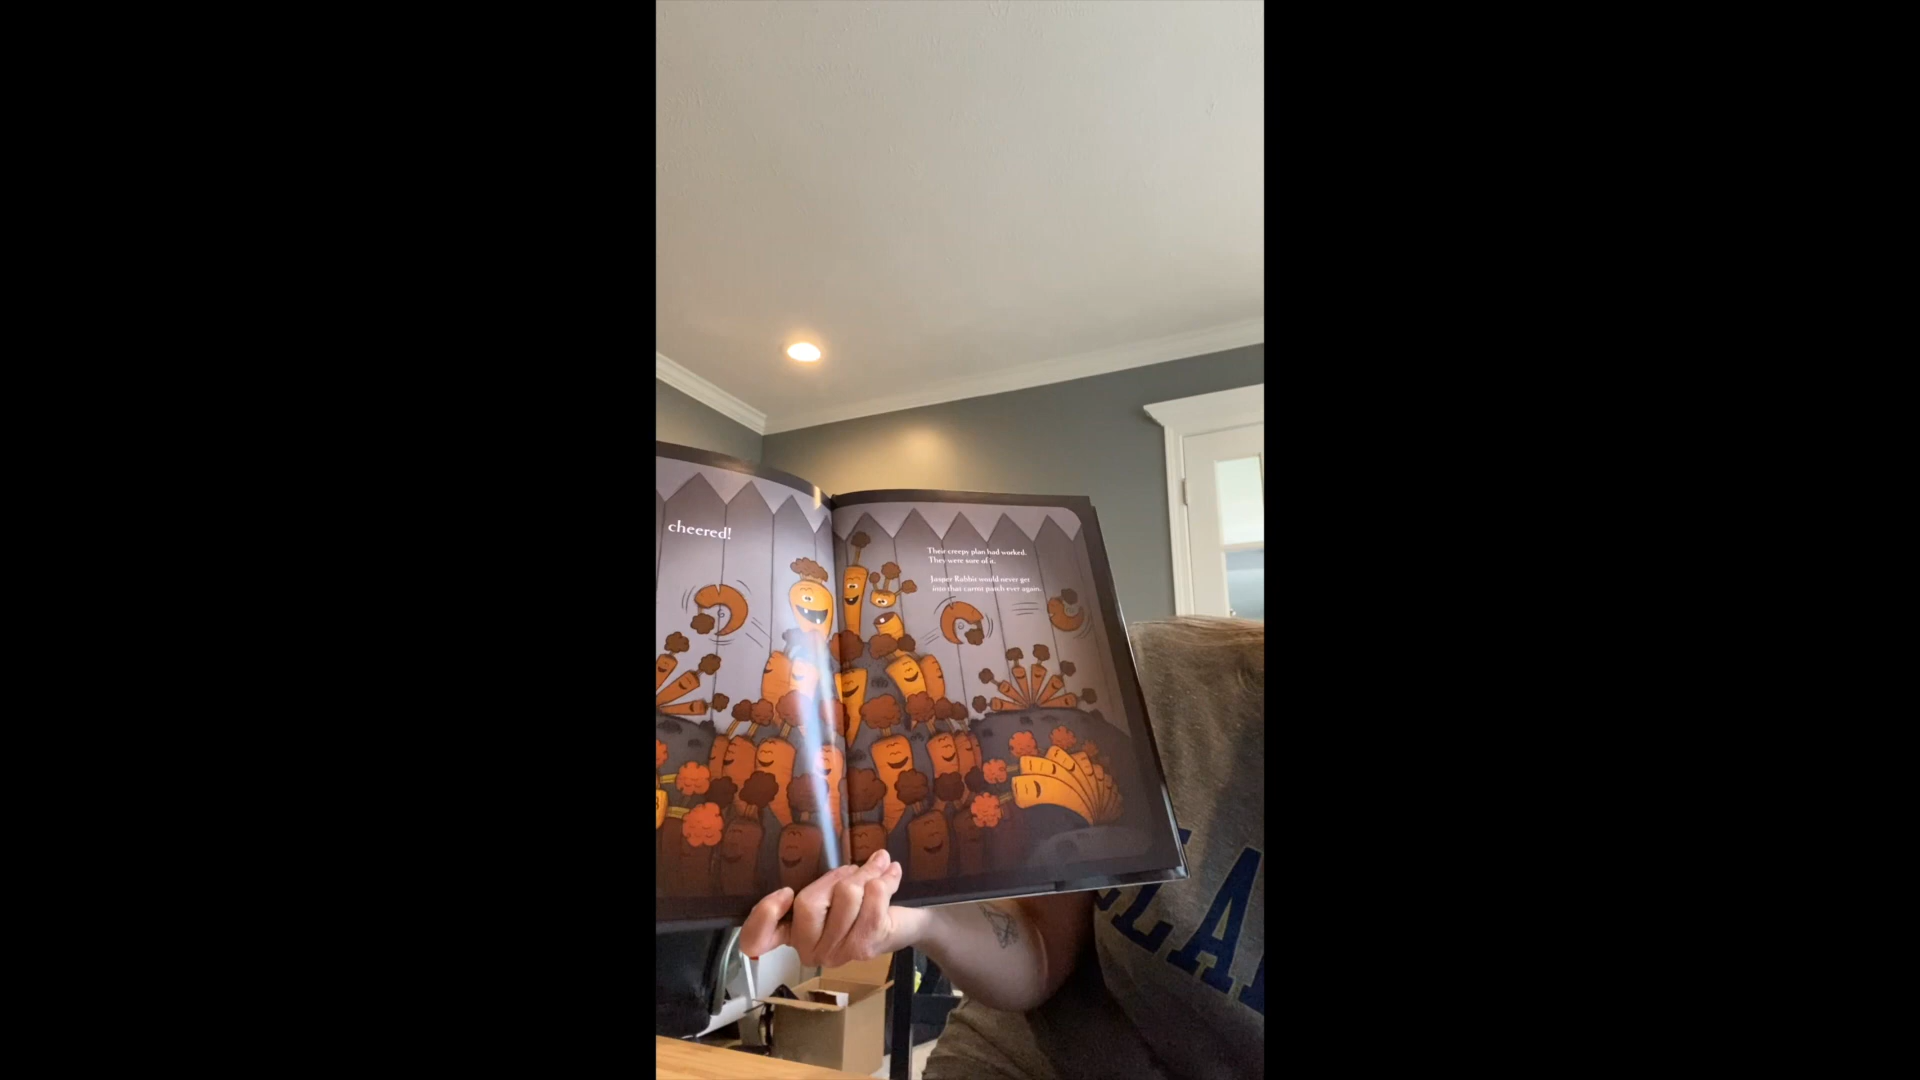 cheered!
Their creepy plan had worked.
They were sure of it.
Jasper Rabbit would never get
into that carrot patch ever again.
LA